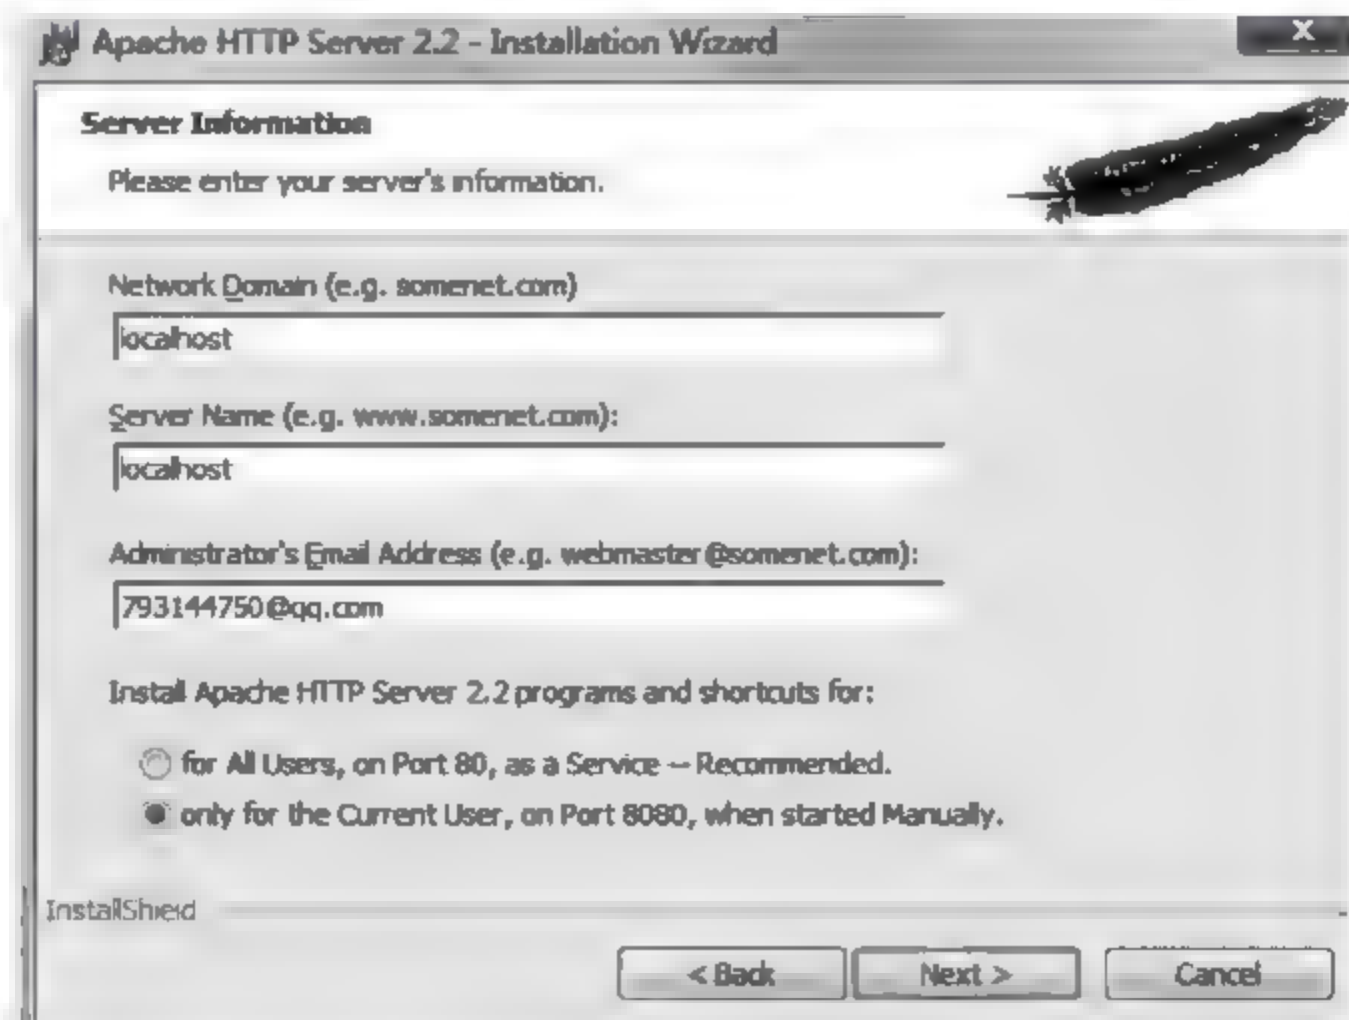 Apache HTTP Server 2.2 - Installation Wizard
Server Information
Please enter your server's information.
Network Domain (e.g. somenet.com)
localhost
Server Name (e.g. www.somenet.com):
localhost
Administrator's Email Address (e.g. webmaster@somenet.com):
793144750@qq.com
Install Apache HTTP Server 2.2 programs and shortcuts for:
for All Users, on Port 80, as a Service -- Recommended.
only for the Current User, on Port 8080, when started Manually.
InstallShield
< Back Next > Cancel